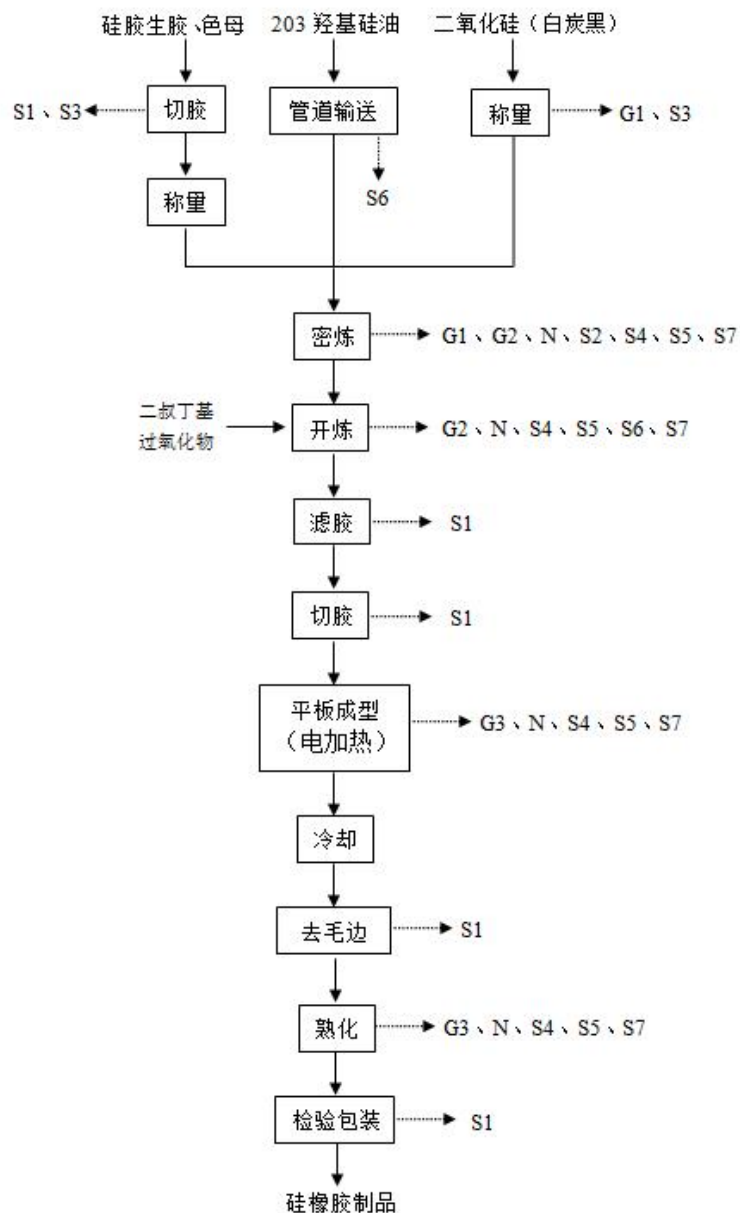 硅胶生胶、色母
203 羟基硅油
二氧化硅（白炭黑）
S1、S3
切胶
管道输送
称量
G1、S3
称量
S6
密炼
G1、G2、N、S2、S4、S5、S7
二叔丁基
过氧化物
开炼
G2、N、S4、S5、S6、S7
滤胶
S1
切胶
S1
平板成型
（电加热）
G3、N、S4、S5、S7
冷却
去毛边
S1
熟化
G3、N、S4、S5、S7
检验包装
S1
硅橡胶制品